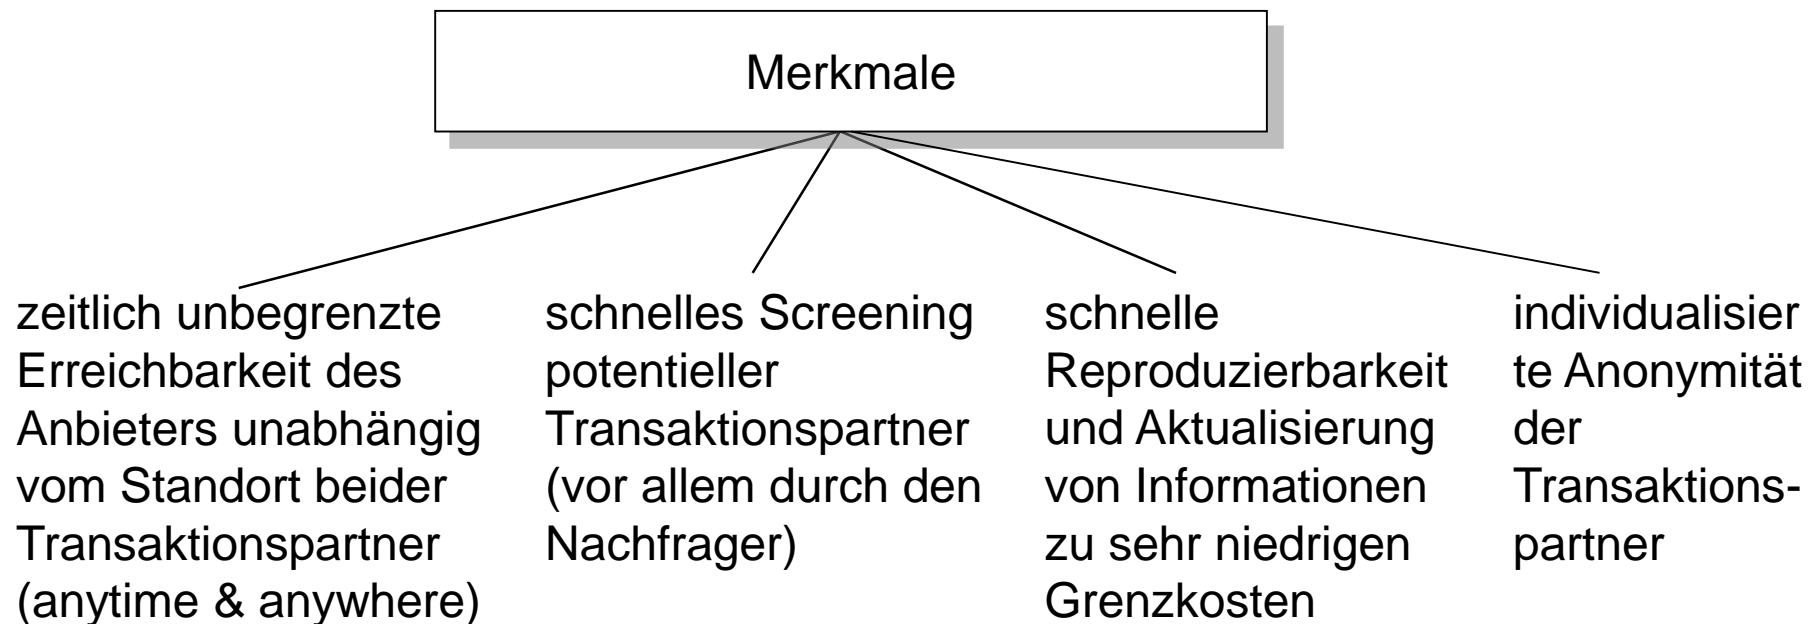 Merkmale
zeitlich unbegrenzte
Erreichbarkeit des
Anbieters unabhängig
vom Standort beider
Transaktionspartner
(anytime & anywhere)
schnelles Screening
potentieller
Transaktionspartner
(vor allem durch den
Nachfrager)
schnelle
Reproduzierbarkeit
und Aktualisierung
von Informationen
zu sehr niedrigen
Grenzkosten
individualisier
te Anonymität
der
Transaktions-
partner